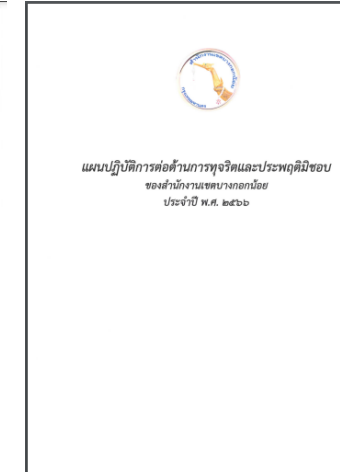 แผนปฏิบัติการต่อต้านการทุจริตและประพฤติมิชอบ
ของสำนักงานเขตบางกอกน้อย
ประจำปี พ.ศ. ๒๕๖๖